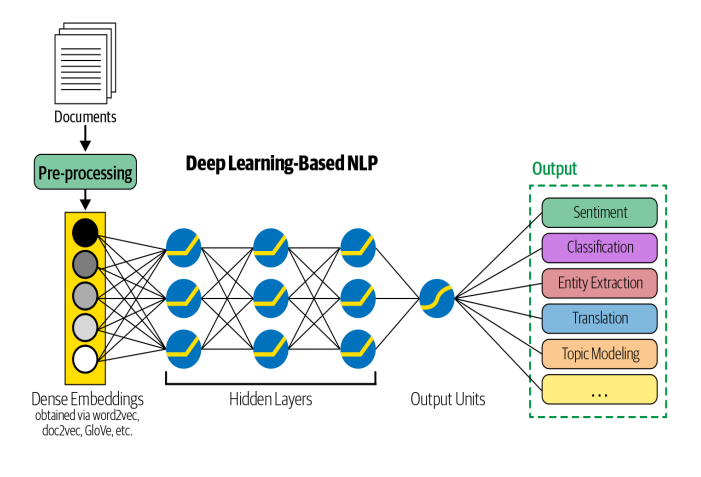 Documents
Pre-processing
Deep Learning-Based NLP
Dense Embeddings
obtained via word2vec,
doc2vec, GloVe, etc.
Hidden Layers
Output Units
Output
Sentiment
Classification
Entity Extraction
Translation
Topic Modeling
...